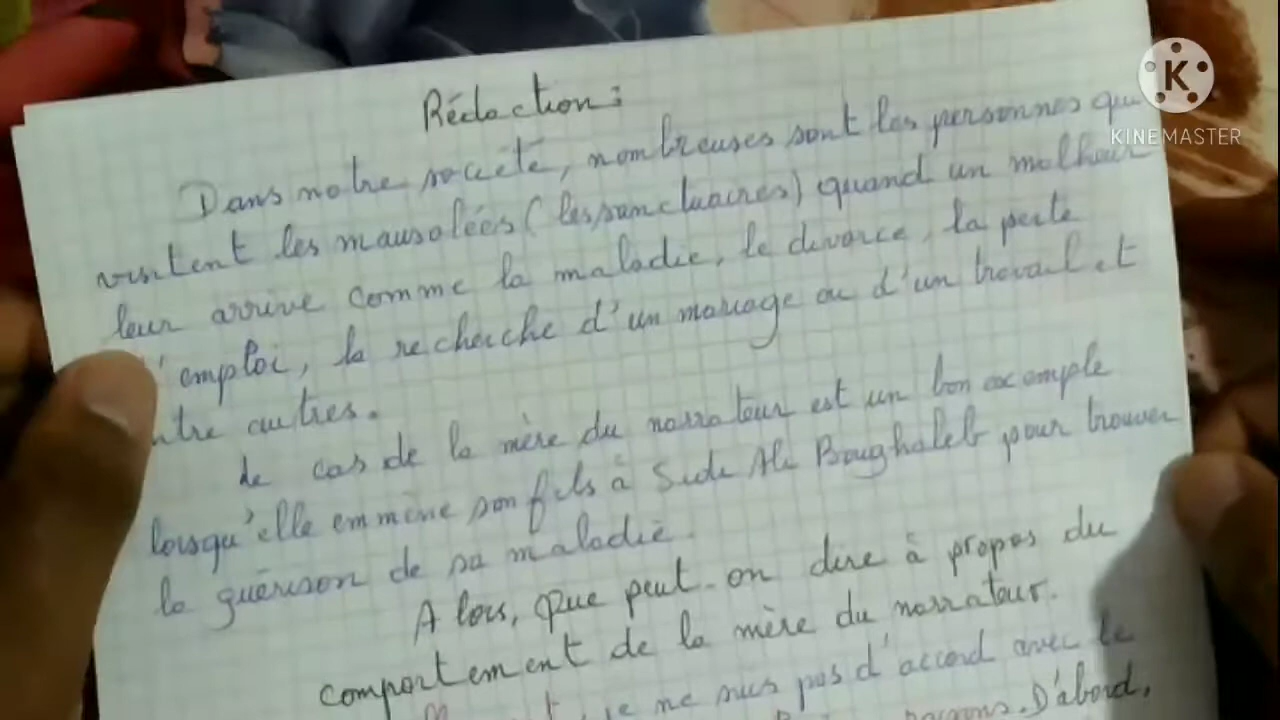 Rédaction:
Dans notre société, nombreuses sont les personnes qui
visitent les mausolées (les sanctuaires) quand un malheur
leur arrive comme la maladie, le divorce, la perte
d'emploi, la recherche d'un mariage ou d'un travail et
entre autres.
Le cas de la mère du narrateur est un bon exemple
lorsqu'elle emmène son fils à Sidi Ali Boughaleb pour trouver
la guérison de sa maladie.
Alors, Que peut-on dire à propos du
comportement de la mère du narrateur.
je ne suis pas d'accord avec le
raisons. D'abord,
KINEMASTER